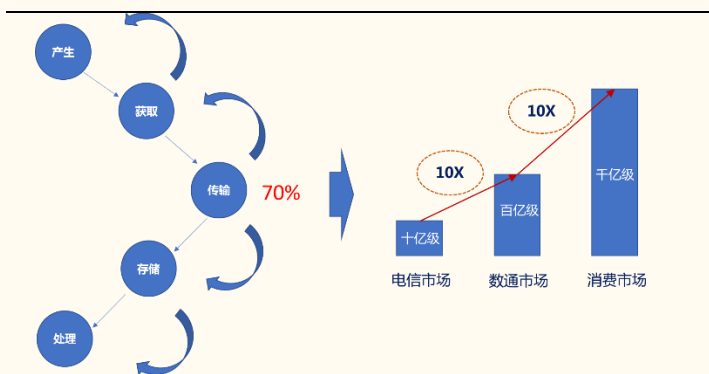 产生
获取
传输
70%
存储
处理
10X
10X
十亿级
百亿级
千亿级
电信市场
数通市场
消费市场